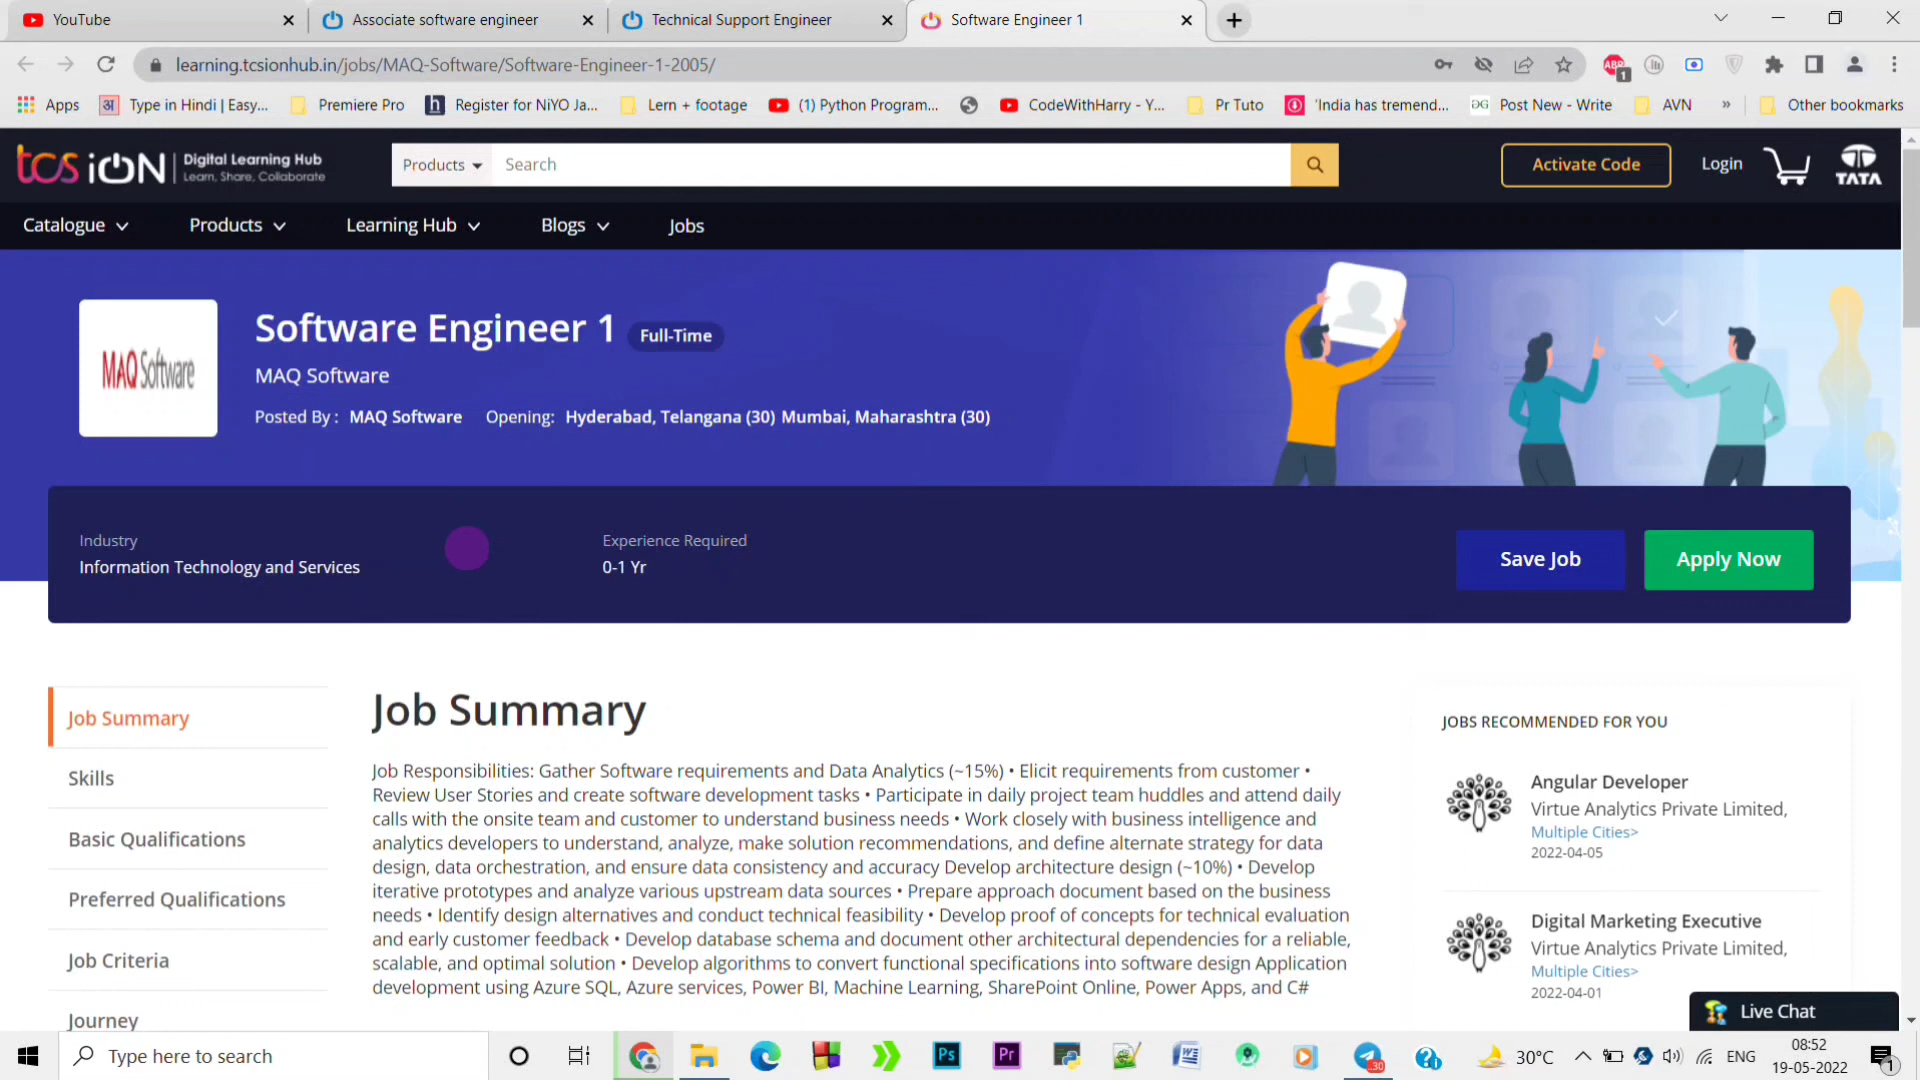 YouTube
Associate software engineer
Technical Support Engineer
Software Engineer 1
learning.tcsionhub.in/jobs/MAQ-Software/Software-Engineer-1-2005/
ABP
1
Apps
अ
Type in Hindi | Easy...
Premiere Pro
h
Register for NiYO Ja...
Lern + footage
(1) Python Program...
CodeWithHarry - Y...
Pr Tuto
'India has tremend...
Post New - Write
AVN
»
Other bookmarks
tcs iON
Digital Learning Hub
Learn, Share, Collaborate
Products
Search
Activate Code
Login
TATA
Catalogue
Products
Learning Hub
Blogs
Jobs
MAQ Software
Software Engineer 1
Full-Time
MAQ Software
Posted By : MAQ Software
Opening: Hyderabad, Telangana (30) Mumbai, Maharashtra (30)
Industry
Information Technology and Services
Experience Required
0-1 Yr
Save Job
Apply Now
Job Summary
Skills
Basic Qualifications
Preferred Qualifications
Job Criteria
Journey
Job Summary
Job Responsibilities: Gather Software requirements and Data Analytics (~15%) • Elicit requirements from customer •
Review User Stories and create software development tasks • Participate in daily project team huddles and attend daily
calls with the onsite team and customer to understand business needs • Work closely with business intelligence and
analytics developers to understand, analyze, make solution recommendations, and define alternate strategy for data
design, data orchestration, and ensure data consistency and accuracy Develop architecture design (~10%) • Develop
iterative prototypes and analyze various upstream data sources • Prepare approach document based on the business
needs • Identify design alternatives and conduct technical feasibility • Develop proof of concepts for technical evaluation
and early customer feedback • Develop database schema and document other architectural dependencies for a reliable,
scalable, and optimal solution • Develop algorithms to convert functional specifications into software design Application
development using Azure SQL, Azure services, Power BI, Machine Learning, SharePoint Online, Power Apps, and C#
JOBS RECOMMENDED FOR YOU
Angular Developer
Virtue Analytics Private Limited,
Multiple Cities>
2022-04-05
Digital Marketing Executive
Virtue Analytics Private Limited,
Multiple Cities>
2022-04-01
Live Chat
Type here to search
Ps
Pr
30
30°C
ENG
08:52
19-05-2022
1